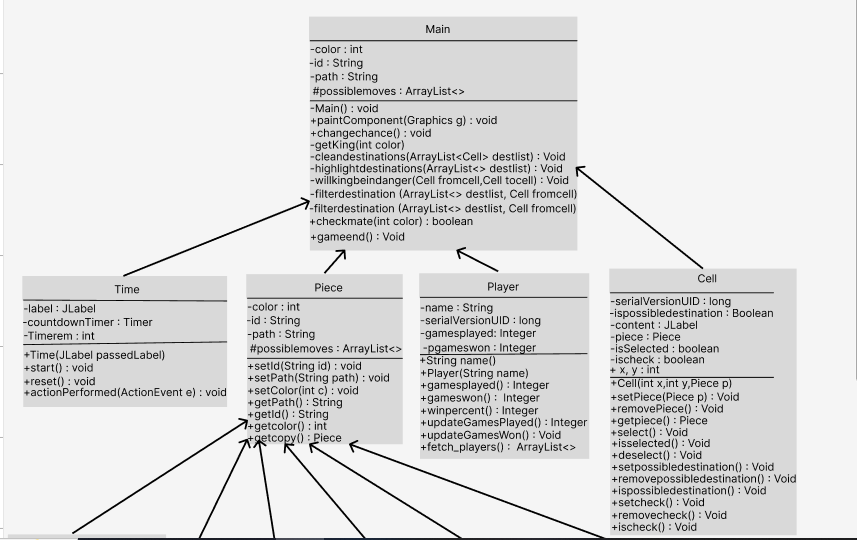 Main
-color : int
-id : String
-path : String
#possiblemoves : ArrayList<>
-Main() : void
+paintComponent(Graphics g) : void
+changechance() : void
-getKing(int color)
-cleandestinations(ArrayList<Cell> destlist) : Void
-highlightdestinations(ArrayList<> destlist) : Void
-willkingbeindanger(Cell fromcell,Cell tocell) : Void
-filterdestination (ArrayList<> destlist, Cell fromcell)
-filterdestination (ArrayList<> destlist, Cell fromcell)
+checkmate(int color) : boolean
+gameend() : Void
Time
-label : JLabel
-countdownTimer : Timer
-Timerem : int
+Time(JLabel passedLabel)
+start() : void
+reset() : void
+actionPerformed(ActionEvent e) : void
Piece
-color : int
-id : String
-path : String
#possiblemoves : ArrayList<>
+setId(String id) : void
+setPath(String path) : void
+setColor(int c) : void
+getPath() : String
+getId() : String
+getcolor() : int
+getcopy() : Piece
Player
-name : String
-serialVersionUID : long
-gamesplayed: Integer
-pgameswon : Integer
+String name()
+Player(String name)
+gamesplayed() : Integer
+gameswon() : Integer
+winpercent() : Integer
+updateGamesPlayed() : Integer
+updateGamesWon() : Void
+fetch_players() : ArrayList<>
Cell
-serialVersionUID : long
-ispossibledestination : Boolean
-content : JLabel
-piece : Piece
-isSelected : boolean
-ischeck : boolean
+ x, y : int
+Cell(int x,int y,Piece p)
+setPiece(Piece p) : Void
+removePiece() : Void
+getpiece() : Piece
+select() : Void
+isselected() : Void
+deselect() : Void
+setpossibledestination() : Void
+removepossibledestination() : Void
+ispossibledestination() : Void
+setcheck() : Void
+removecheck() : Void
+ischeck() : Void